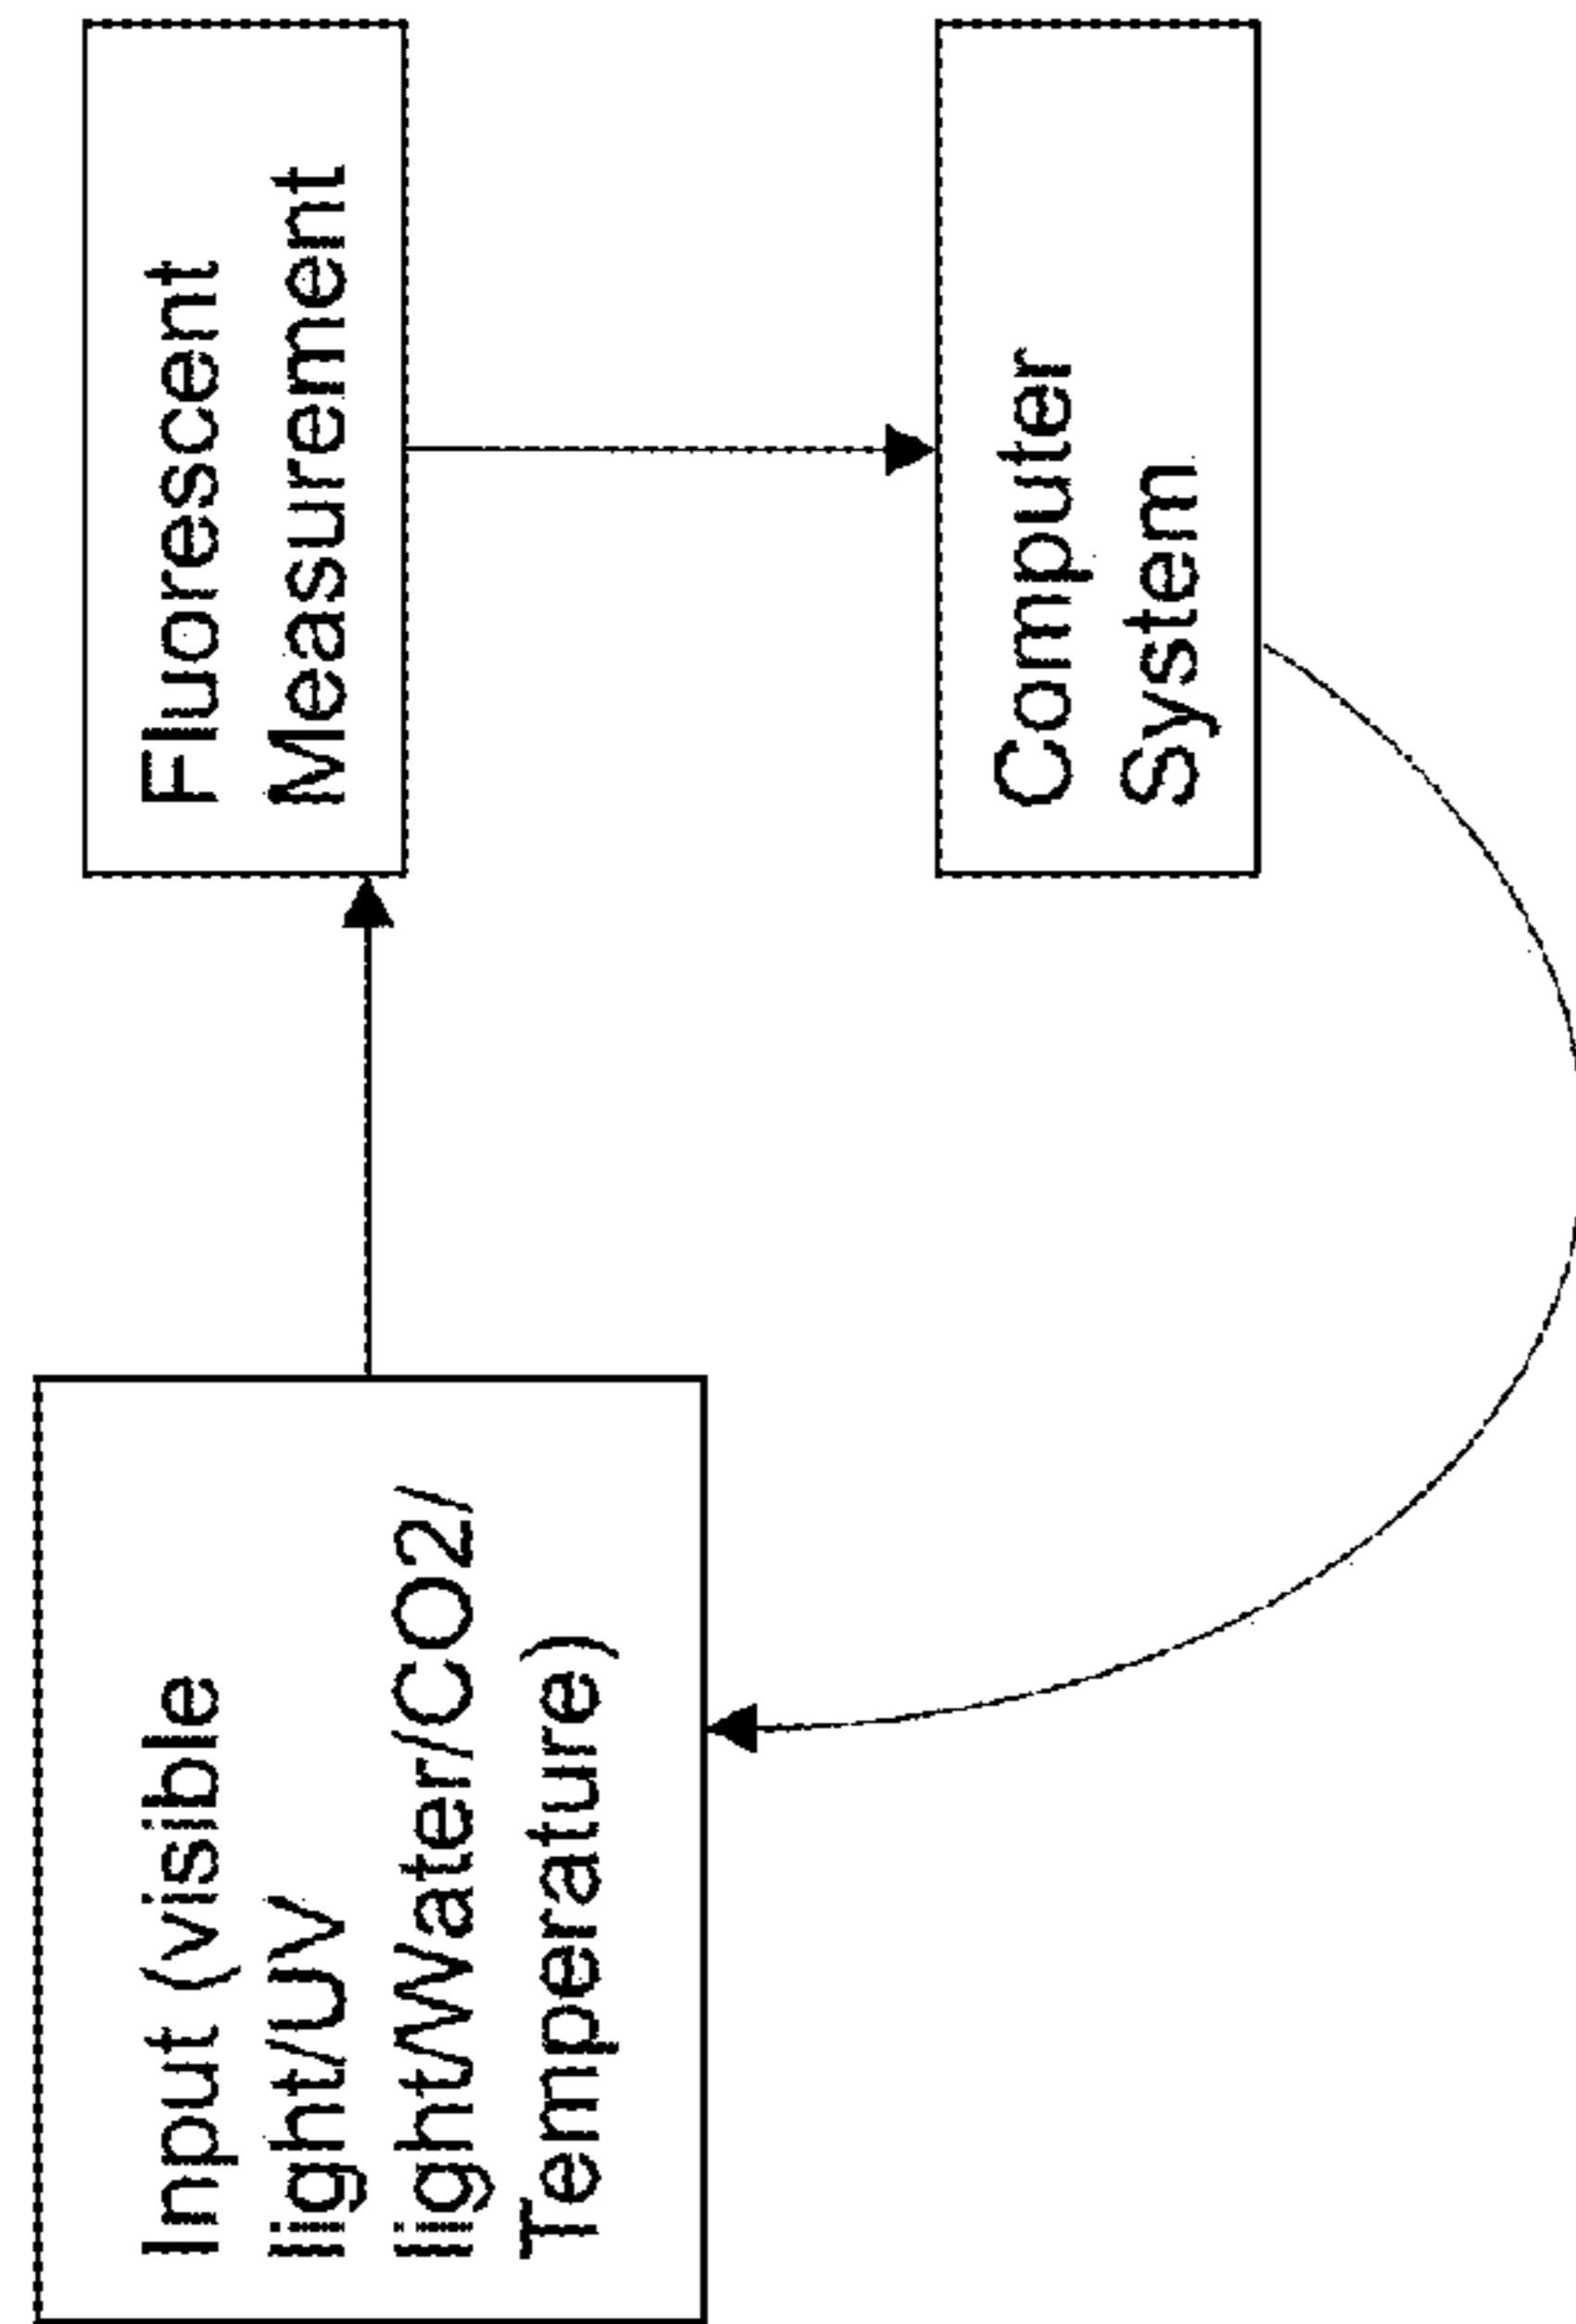 Input (visible
light/UV
light/Water/CO2/
Temperature)
Fluorescent
Measurement
Computer
System